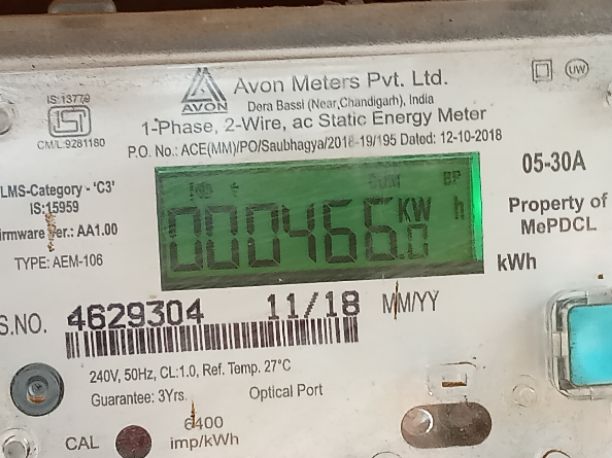 Avon Meters Pvt. Ltd.
AVON
Dera Bassi (Near,Chandigarh), India
UW
IS:13779
ISI
CM/L:9281180
1-Phase, 2-Wire, ac Static Energy Meter
P.O. No.: ACE(MM)/PO/Saubhagya/2018-19/195 Dated: 12-10-2018
05-30A
LMS-Category - 'C3'
IS:15959
irmware Ver.: AA1.00
TYPE: AEM-106
CUM
000466.0
KW h
Property of
MePDCL
kWh
S.NO. 4629304 11/18 MM/YY
240V, 50Hz, CL:1.0, Ref. Temp. 27°C
Guarantee: 3Yrs. Optical Port
CAL
6400
imp/kWh